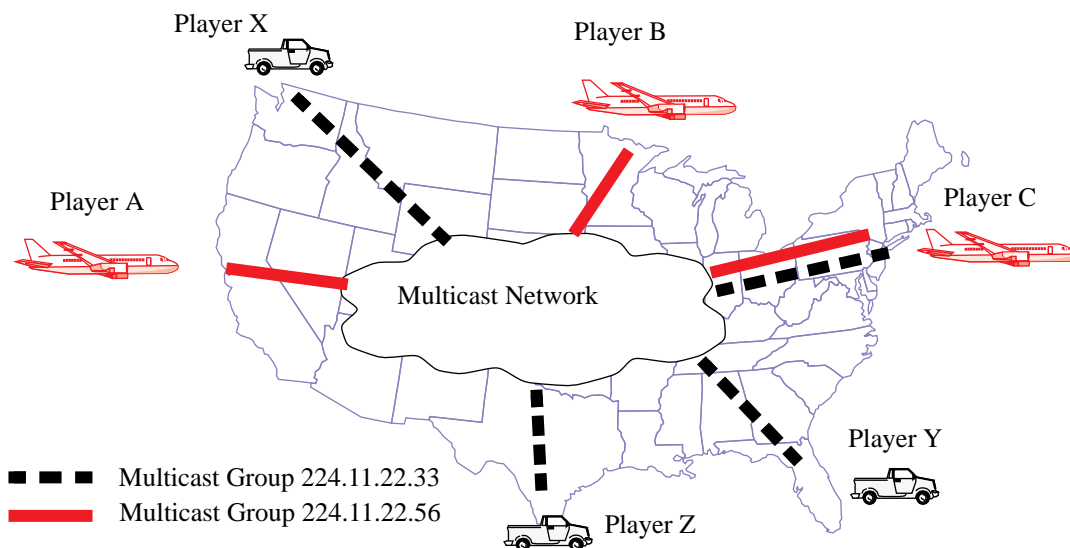 Player X
Player B
Player A
Player C
Multicast Network
Player Y
Multicast Group 224.11.22.33
Multicast Group 224.11.22.56
Player Z